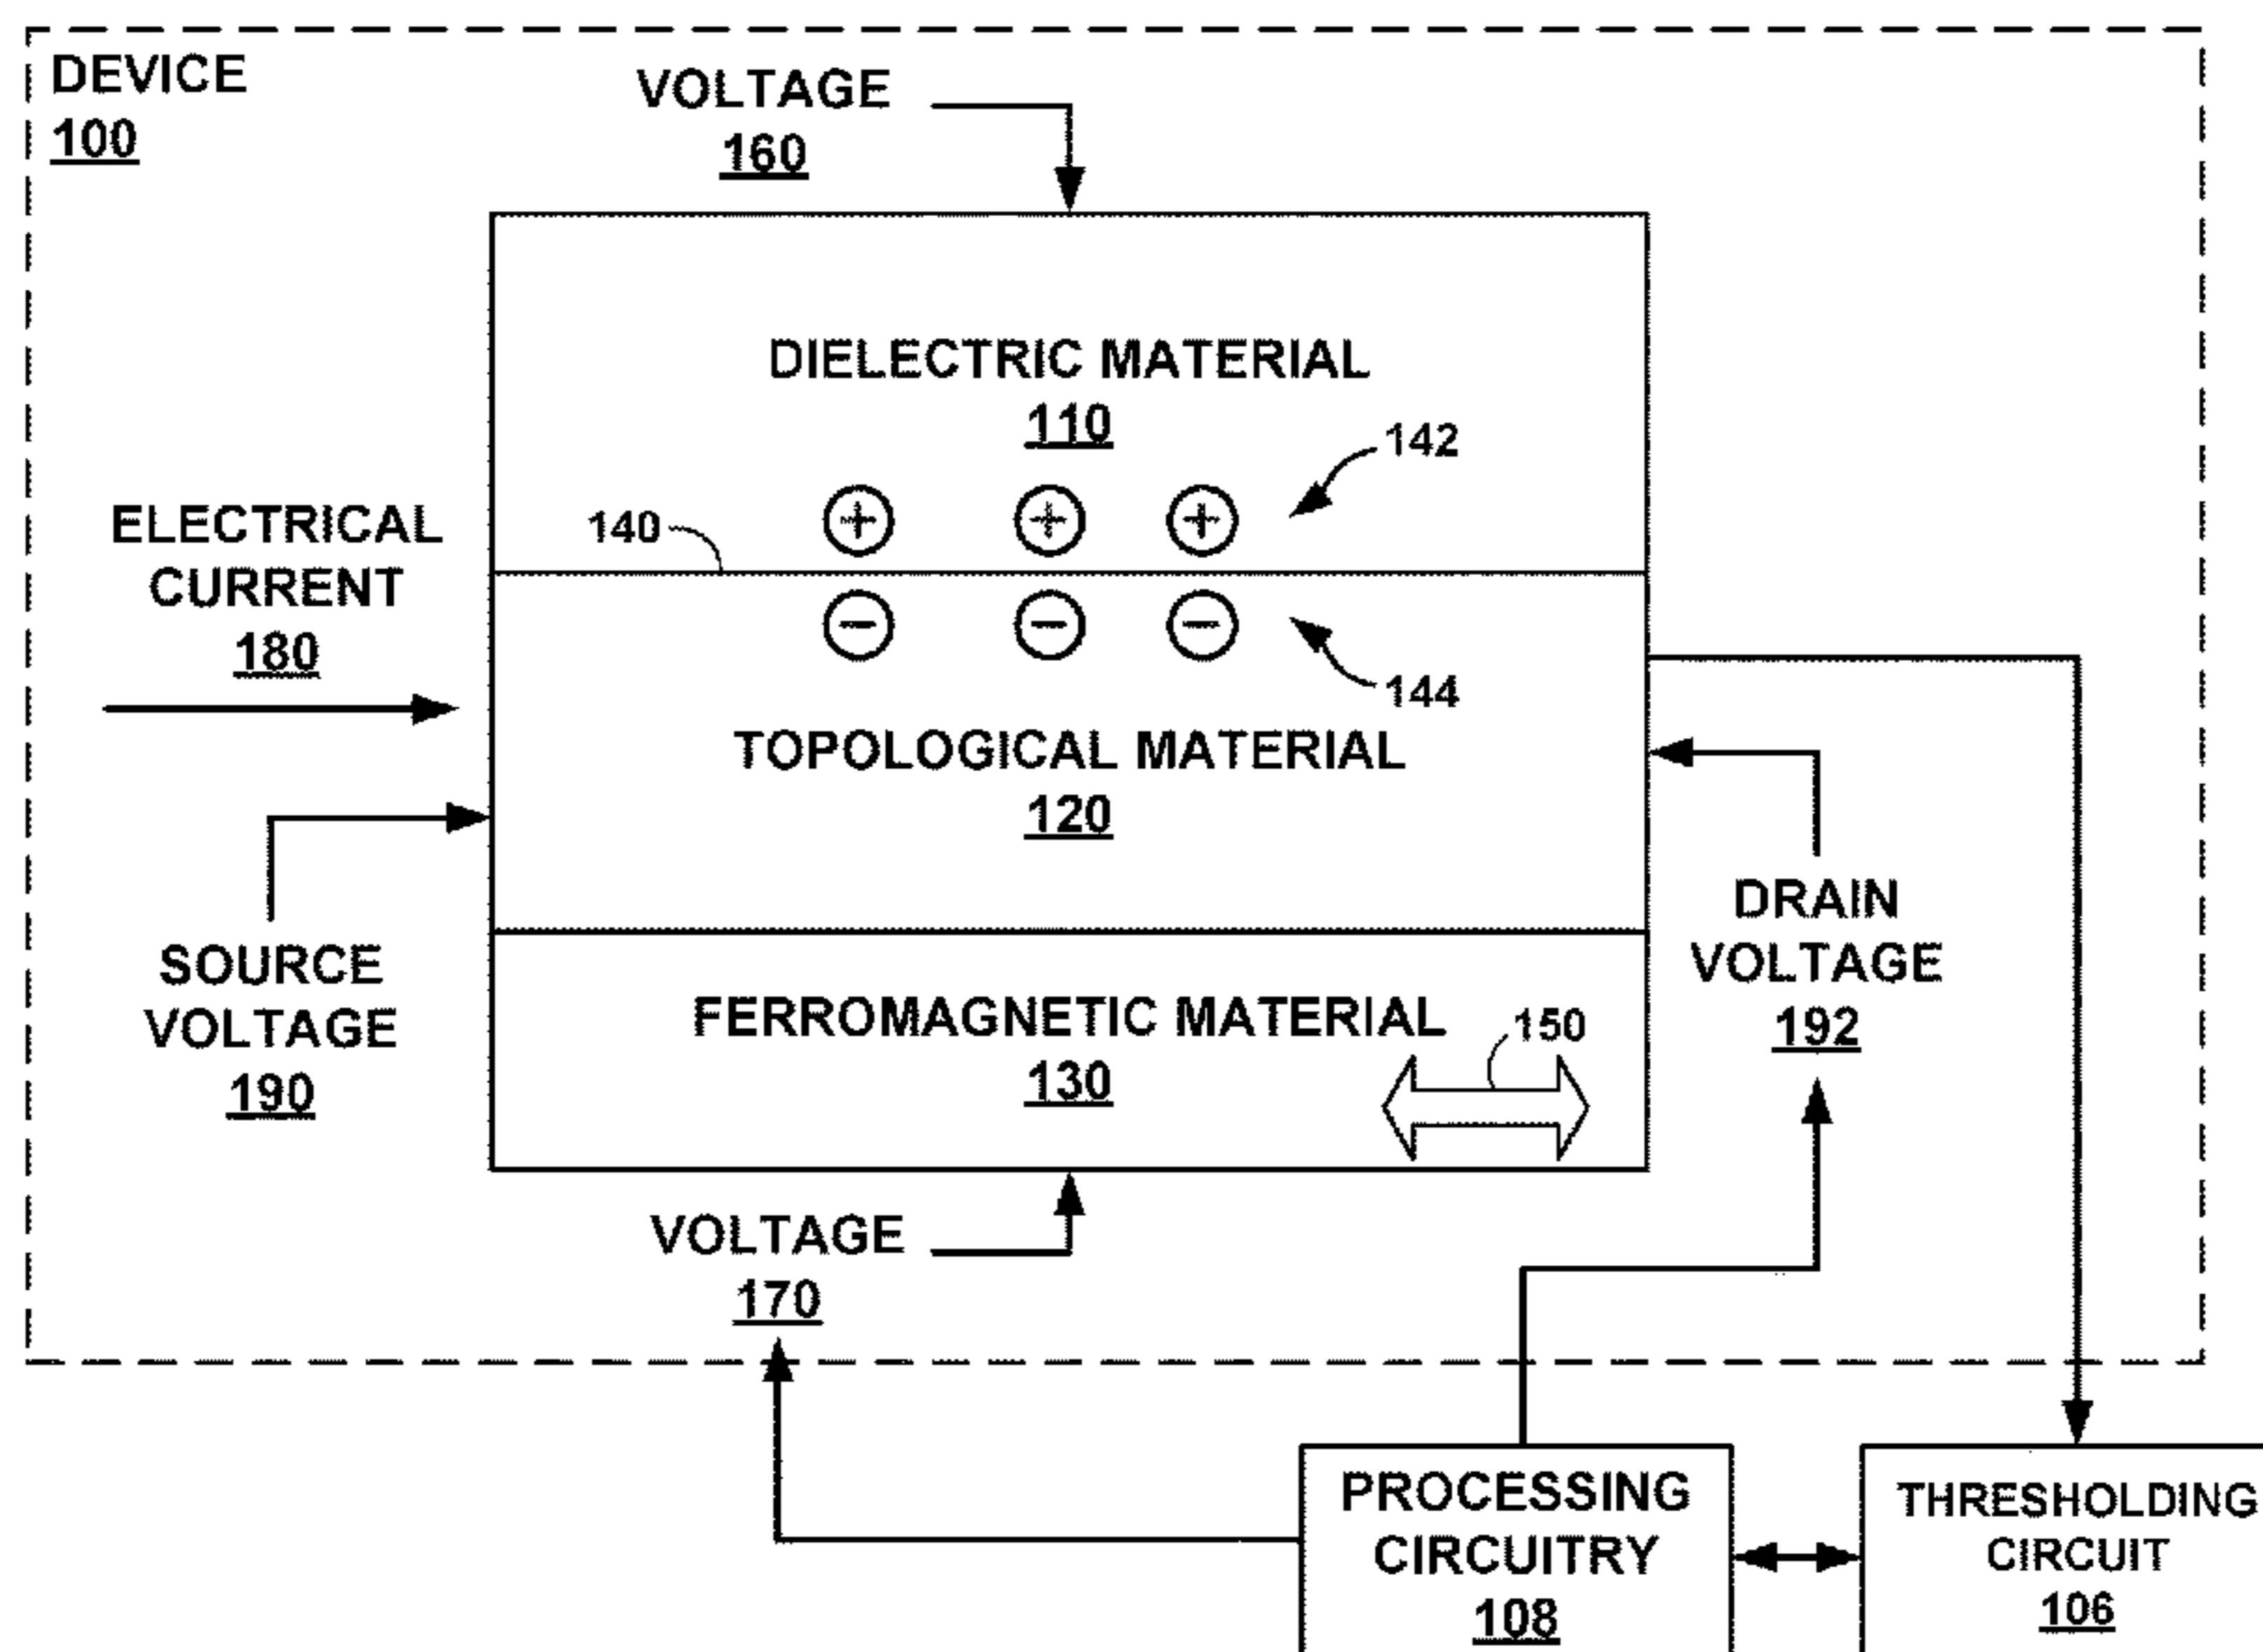 DEVICE
100
VOLTAGE
160
DIELECTRIC MATERIAL
110
142
140
ELECTRICAL
CURRENT
180
144
TOPOLOGICAL MATERIAL
120
SOURCE
VOLTAGE
190
DRAIN
VOLTAGE
192
FERROMAGNETIC MATERIAL
130
150
VOLTAGE
170
PROCESSING
CIRCUITRY
108
THRESHOLDING
CIRCUIT
106